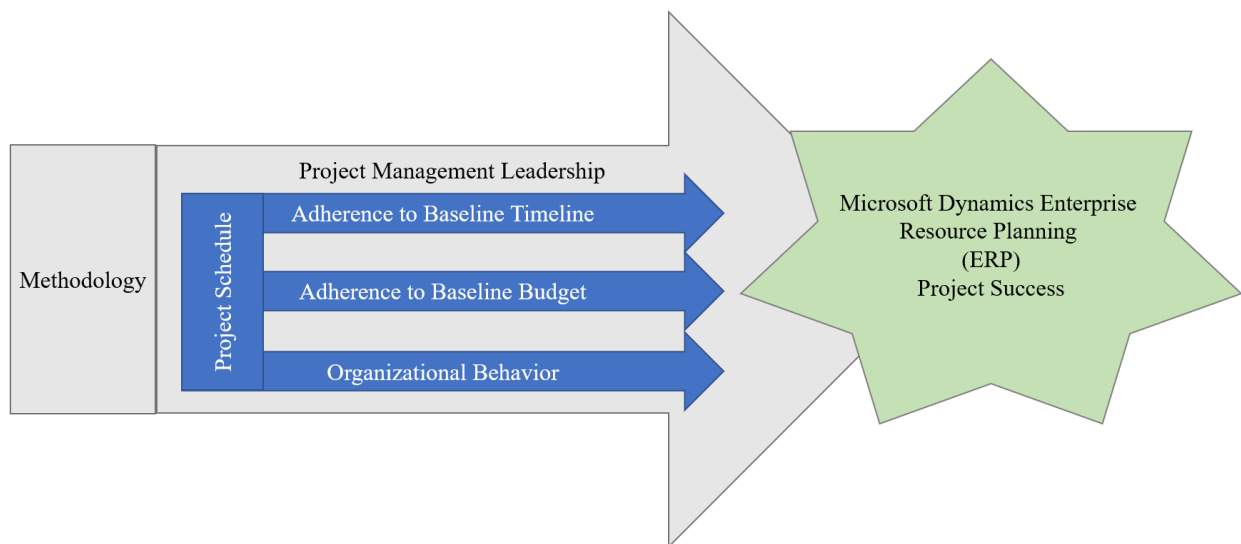 Methodology
Project Management Leadership
Project Schedule
Adherence to Baseline Timeline
Adherence to Baseline Budget
Organizational Behavior
Microsoft Dynamics Enterprise
Resource Planning
(ERP)
Project Success